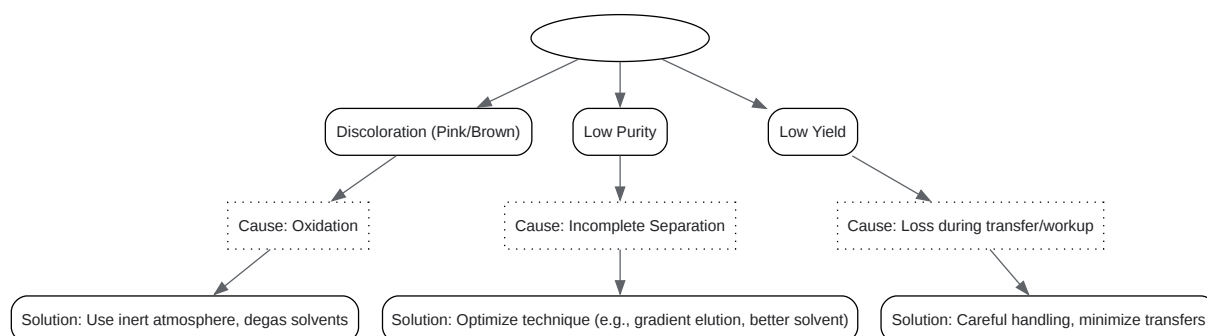 Discoloration (Pink/Brown)
Low Purity
Low Yield
Cause: Oxidation
Cause: Incomplete Separation
Cause: Loss during transfer/workup
Solution: Use inert atmosphere, degas solvents
Solution: Optimize technique (e.g., gradient elution, better solvent)
Solution: Careful handling, minimize transfers